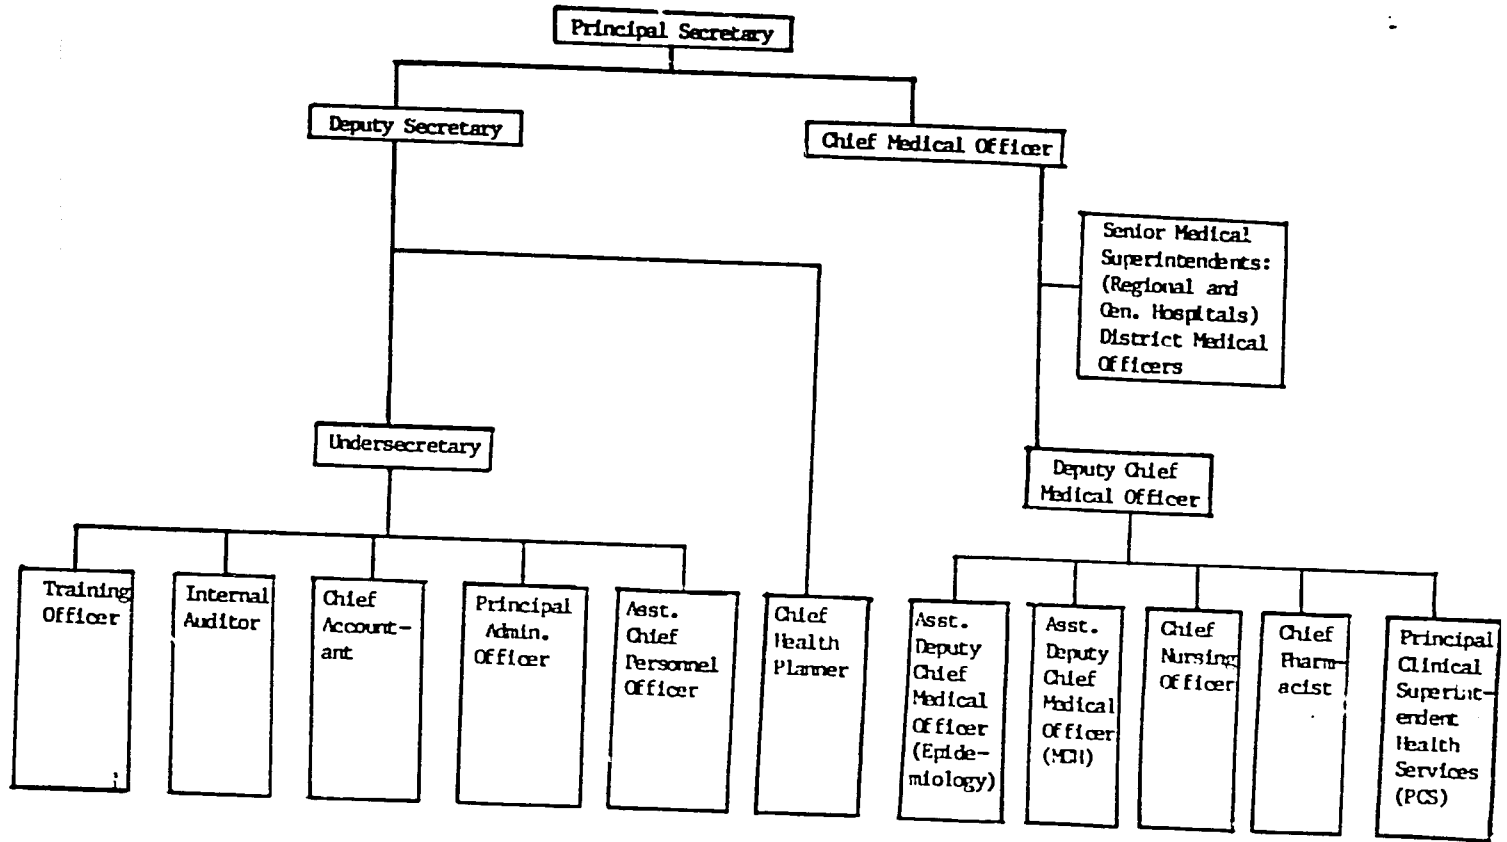 Principal Secretary
Deputy Secretary
Chief Medical Officer
Senior Medical
Superintendents:
(Regional and
Gen. Hospitals)
District Medical
Officers
Undersecretary
Deputy Chief
Medical Officer
Training
Officer
Internal
Auditor
Chief
Account-
ant
Principal
Admin.
Officer
Asst.
Chief
Personnel
Officer
Chief
Health
Planner
Asst.
Deputy
Chief
Medical
Officer
(Epide-
miology)
Asst.
Deputy
Chief
Medical
Officer
(MCH)
Chief
Nursing
Officer
Chief
Pharm-
acist
Principal
Clinical
Superint-
endent
Health
Services
(PCS)